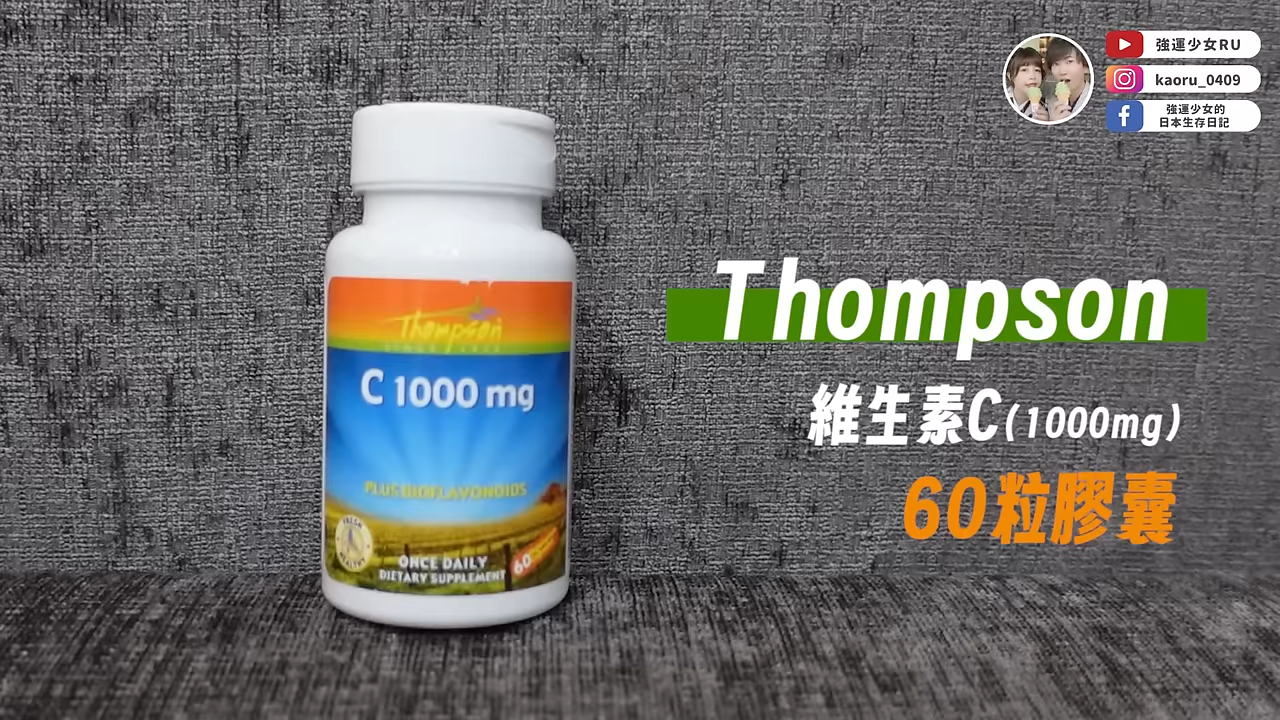 強運少女RU
kaoru_0409
強運少女的
日本生存日記
Thompson
C 1000 mg
PLUS BIOFLAVONOIDS
FRESH
HEALTHY
ONCE DAILY
DIETARY SUPPLEMENT
60
Thompson
維生素C(1000mg)
60粒膠囊